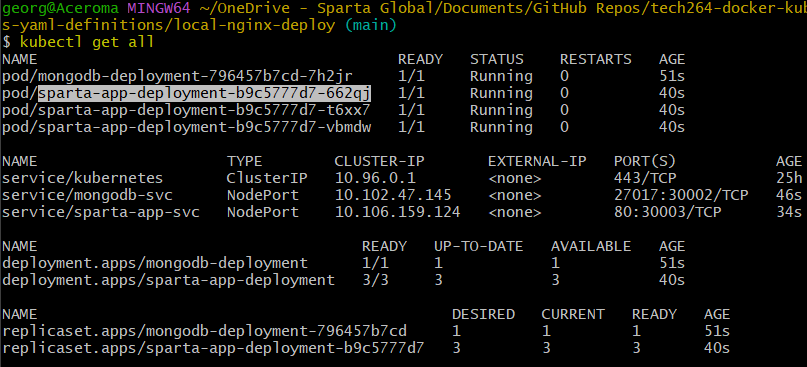 georg@Aceroma MINGW64 ~/OneDrive - Sparta Global/Documents/GitHub Repos/tech264-docker-kub
s-yaml-definitions/local-nginx-deploy (main)
$ kubectl get all
NAME READY STATUS RESTARTS AGE
pod/mongodb-deployment-796457b7cd-7h2jr 1/1 Running 0 51s
pod/sparta-app-deployment-b9c5777d7-662qj 1/1 Running 0 40s
pod/sparta-app-deployment-b9c5777d7-t6xx7 1/1 Running 0 40s
pod/sparta-app-deployment-b9c5777d7-vbmdw 1/1 Running 0 40s
NAME TYPE CLUSTER-IP EXTERNAL-IP PORT(S) AGE
service/kubernetes ClusterIP 10.96.0.1 <none> 443/TCP 25h
service/mongodb-svc NodePort 10.102.47.145 <none> 27017:30002/TCP 46s
service/sparta-app-svc NodePort 10.106.159.124 <none> 80:30003/TCP 34s
NAME READY UP-TO-DATE AVAILABLE AGE
deployment.apps/mongodb-deployment 1/1 1 1 51s
deployment.apps/sparta-app-deployment 3/3 3 3 40s
NAME DESIRED CURRENT READY AGE
replicaset.apps/mongodb-deployment-796457b7cd 1 1 1 51s
replicaset.apps/sparta-app-deployment-b9c5777d7 3 3 3 40s